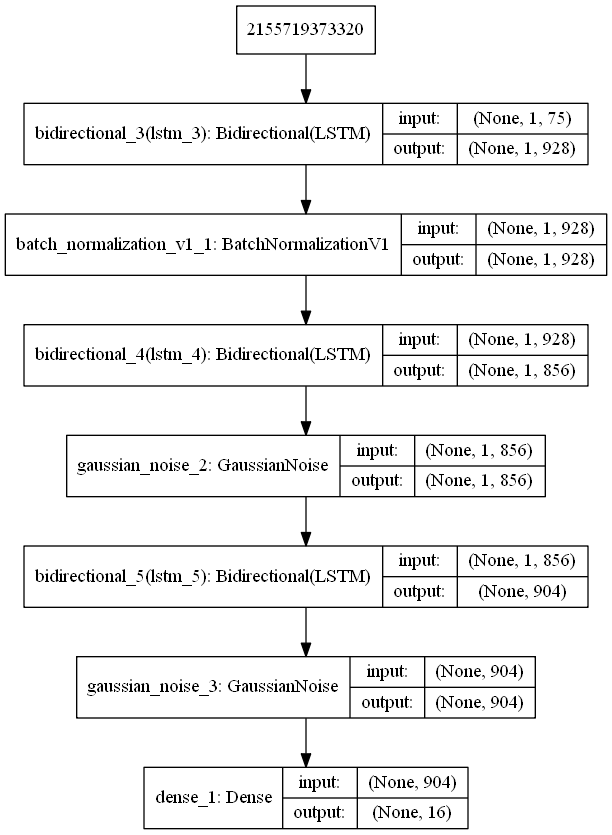 2155719373320
bidirectional_3(lstm_3): Bidirectional(LSTM)
input: (None, 1, 75)
output: (None, 1, 928)
batch_normalization_v1_1: BatchNormalizationV1
input: (None, 1, 928)
output: (None, 1, 928)
bidirectional_4(lstm_4): Bidirectional(LSTM)
input: (None, 1, 928)
output: (None, 1, 856)
gaussian_noise_2: GaussianNoise
input: (None, 1, 856)
output: (None, 1, 856)
bidirectional_5(lstm_5): Bidirectional(LSTM)
input: (None, 1, 856)
output: (None, 904)
gaussian_noise_3: GaussianNoise
input: (None, 904)
output: (None, 904)
dense_1: Dense
input: (None, 904)
output: (None, 16)